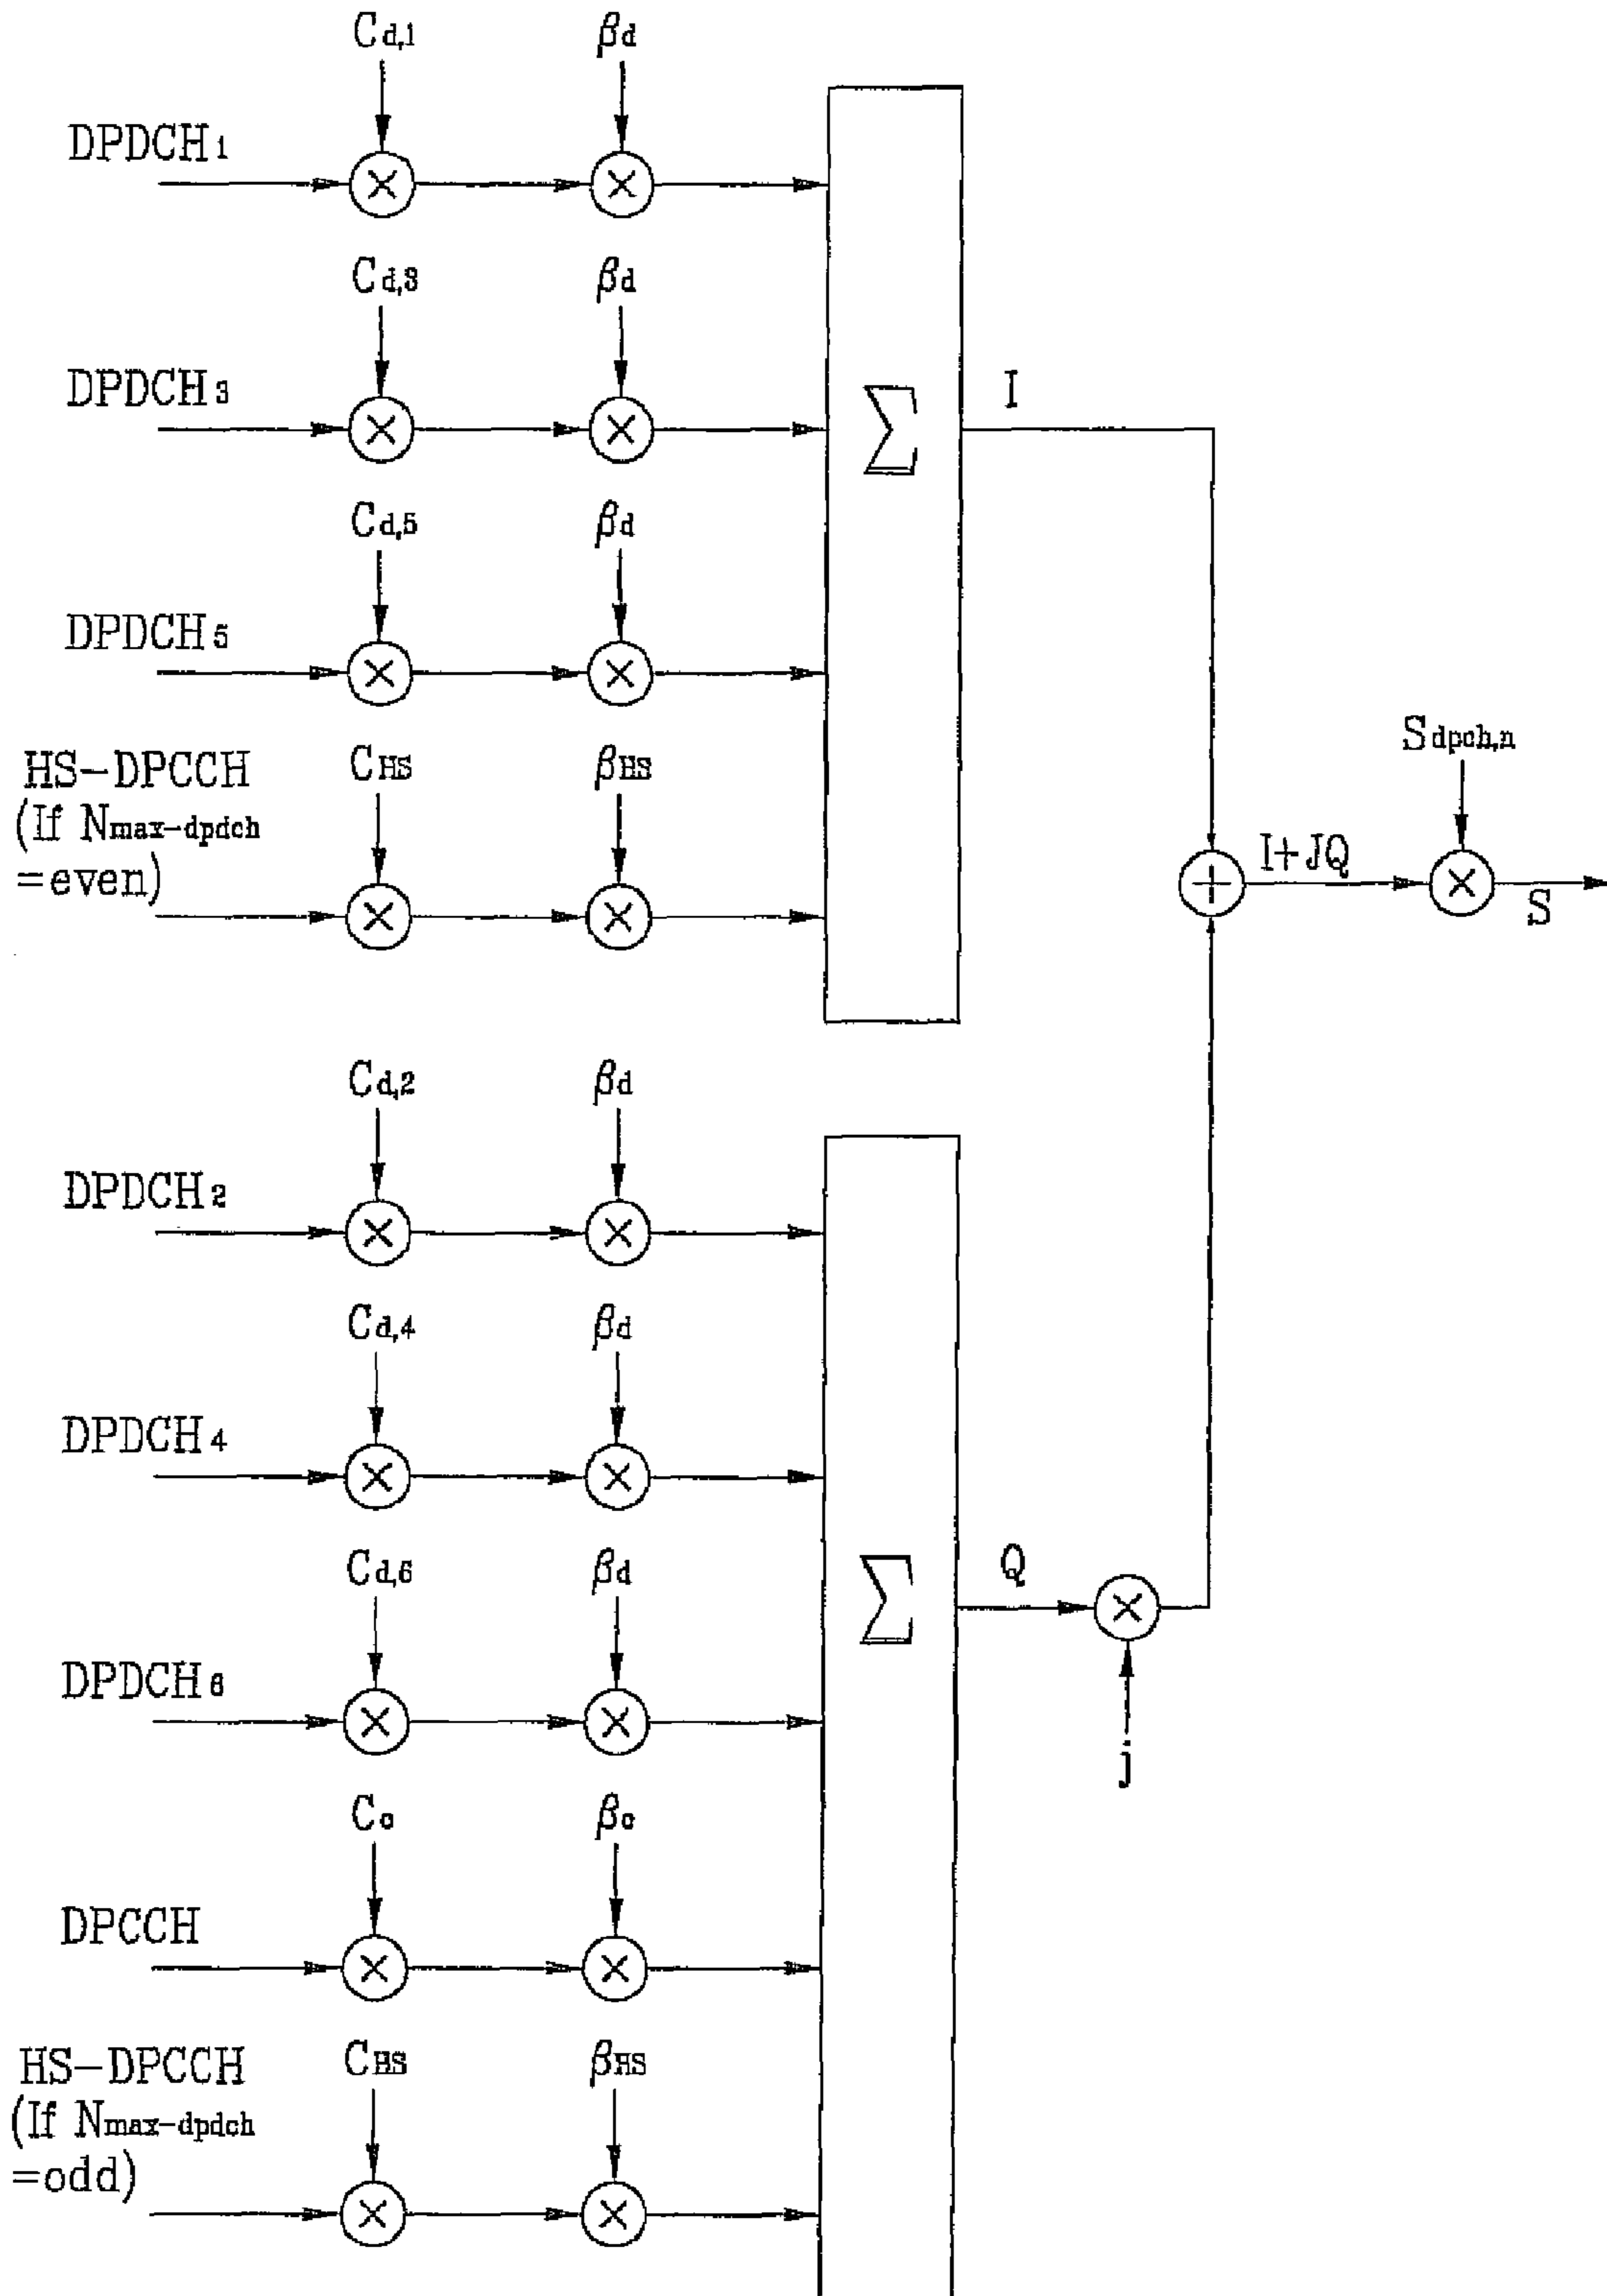 Cd,1 βd
DPDCH1
Cd,3 βd
DPDCH3
Σ
I
Cd,5 βd
DPDCH5
Sdpch,n
HS-DPCCH
(If Nmax-dpdch
=even)
CHS βHS
I+JQ
S
Cd,2 βd
DPDCH2
Cd,4 βd
DPDCH4
Cd,6 βd
Σ
Q
DPDCH6
j
Cc βc
DPCCH
HS-DPCCH
(If Nmax-dpdch
=odd)
CHS βHS